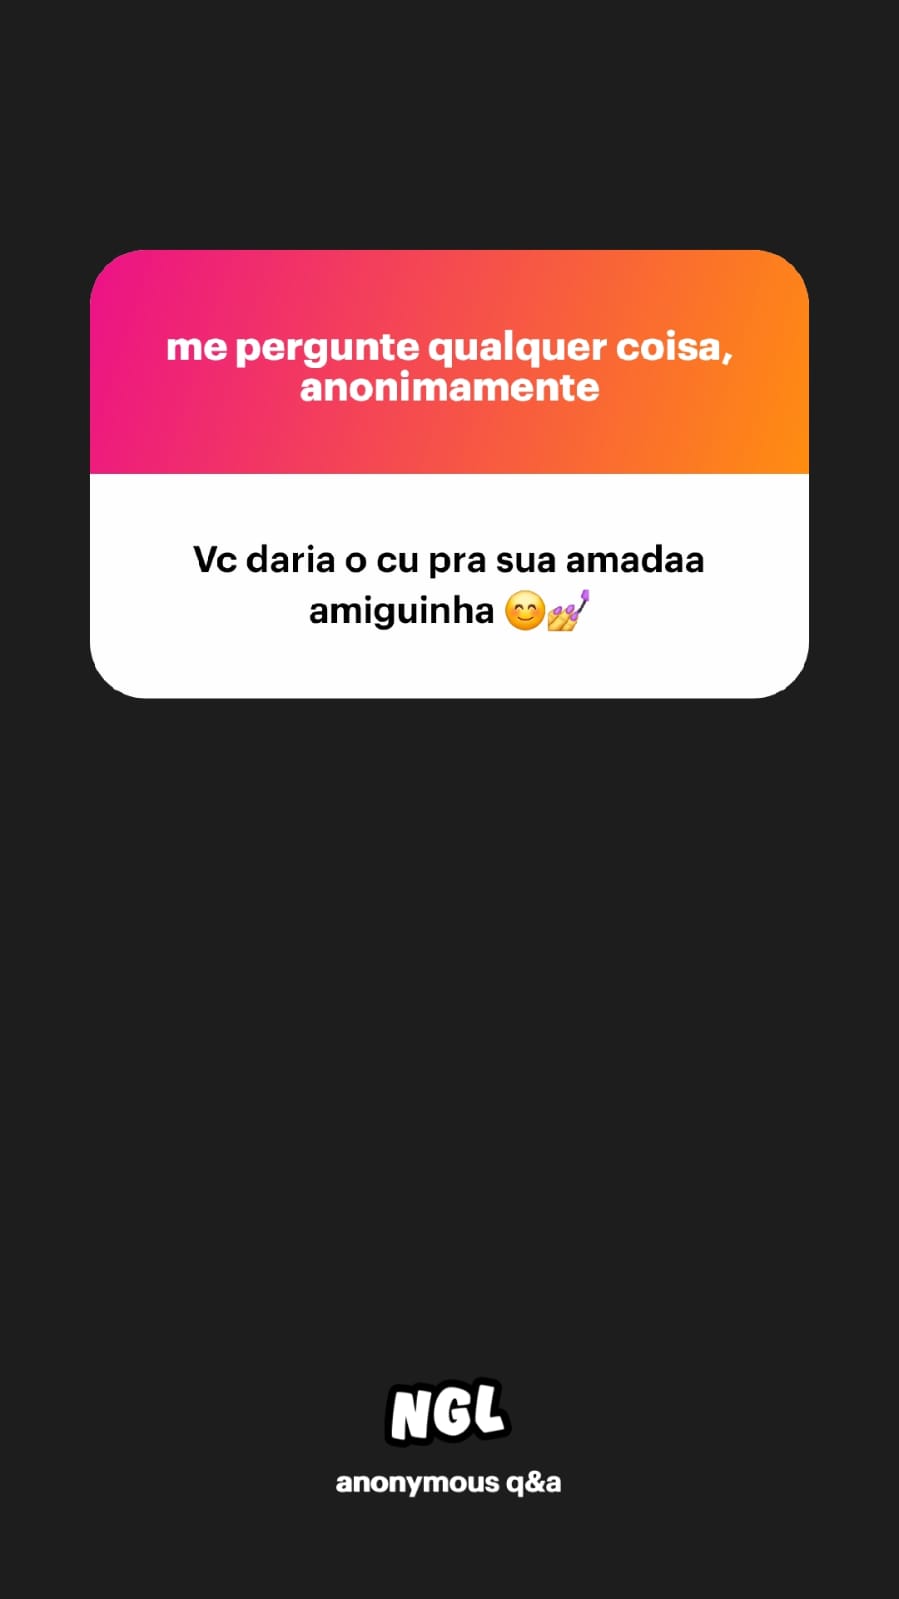 me pergunte qualquer coisa,
anonimamente
Vc daria o cu pra sua amadaa
amiguinha 😊💅
NGL
anonymous q&a